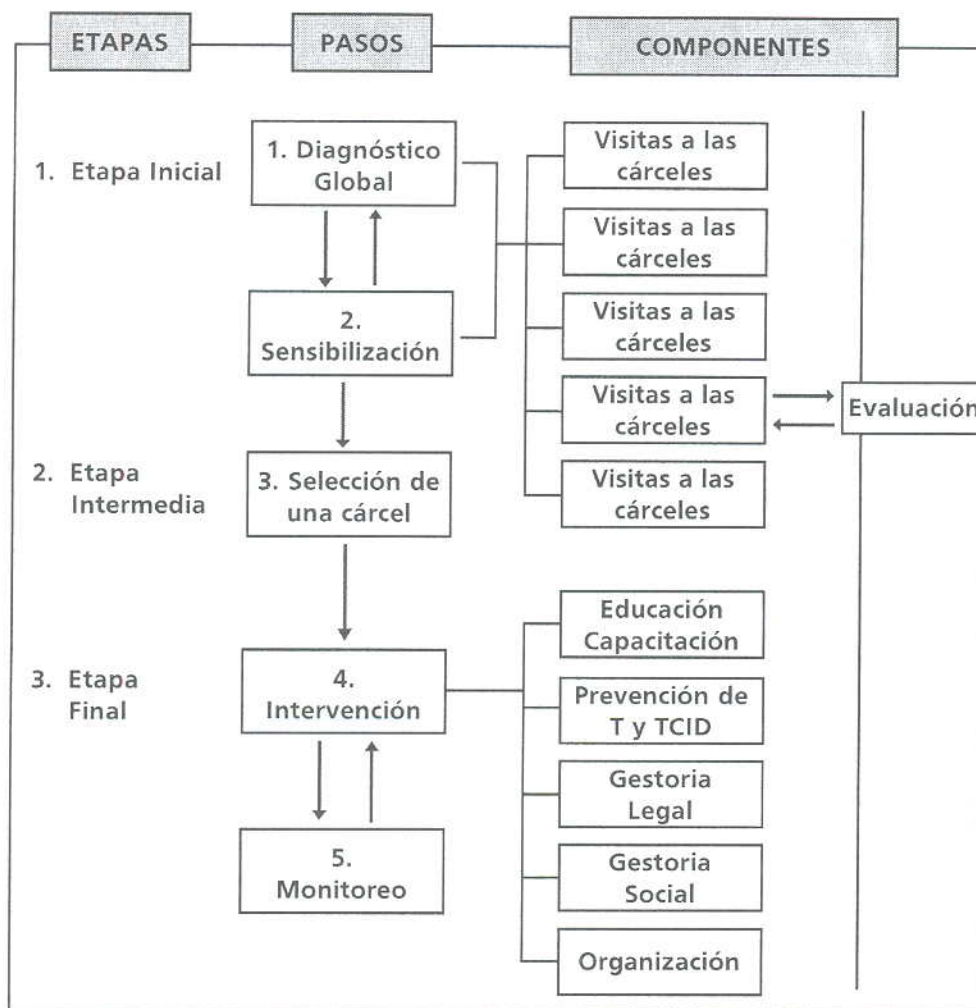 ETAPAS
PASOS
COMPONENTES
1. Etapa Inicial
1. Diagnóstico
Global
2.
Sensibilización
Visitas a las
cárceles
Visitas a las
cárceles
Visitas a las
cárceles
Visitas a las
cárceles
Visitas a las
cárceles
Evaluación
2. Etapa
Intermedia
3. Selección de
una cárcel
3. Etapa
Final
4.
Intervención
5.
Monitoreo
Educación
Capacitación
Prevención de
T y TCID
Gestoria
Legal
Gestoria
Social
Organización